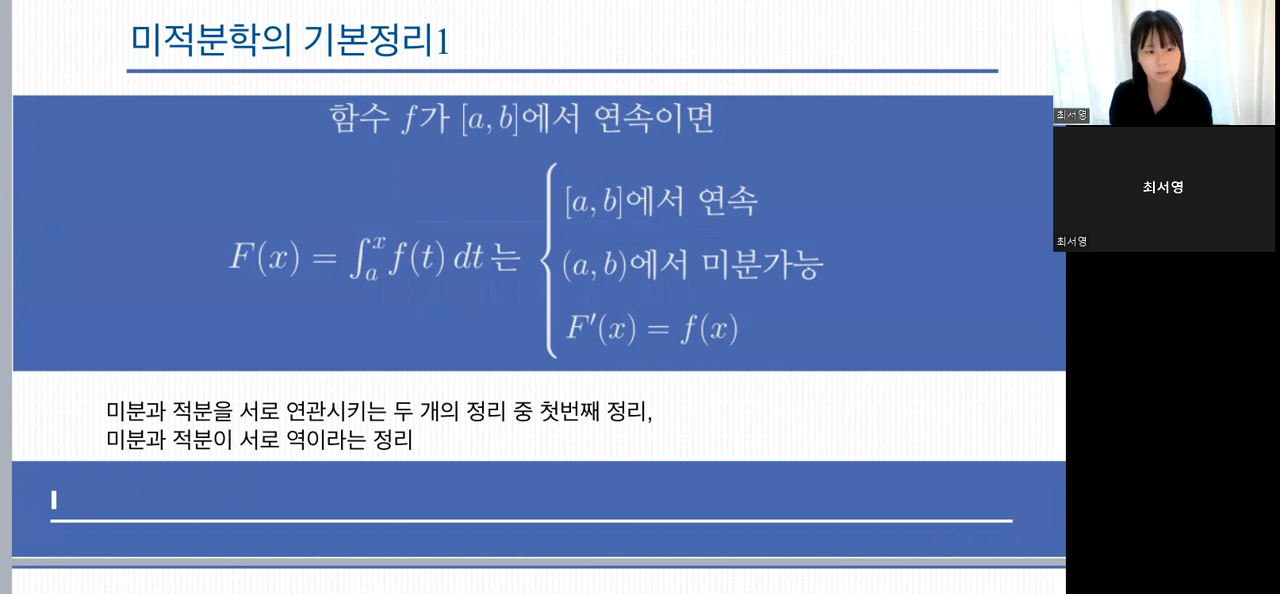 미적분학의 기본정리1
함수 f가 [a, b]에서 연속이면
F(x) = ∫ₐˣ f(t) dt 는
[a, b]에서 연속
(a, b)에서 미분가능
F′(x) = f(x)
미분과 적분을 서로 연관시키는 두 개의 정리 중 첫번째 정리,
미분과 적분이 서로 역이라는 정리
최서영
최서영
최서영